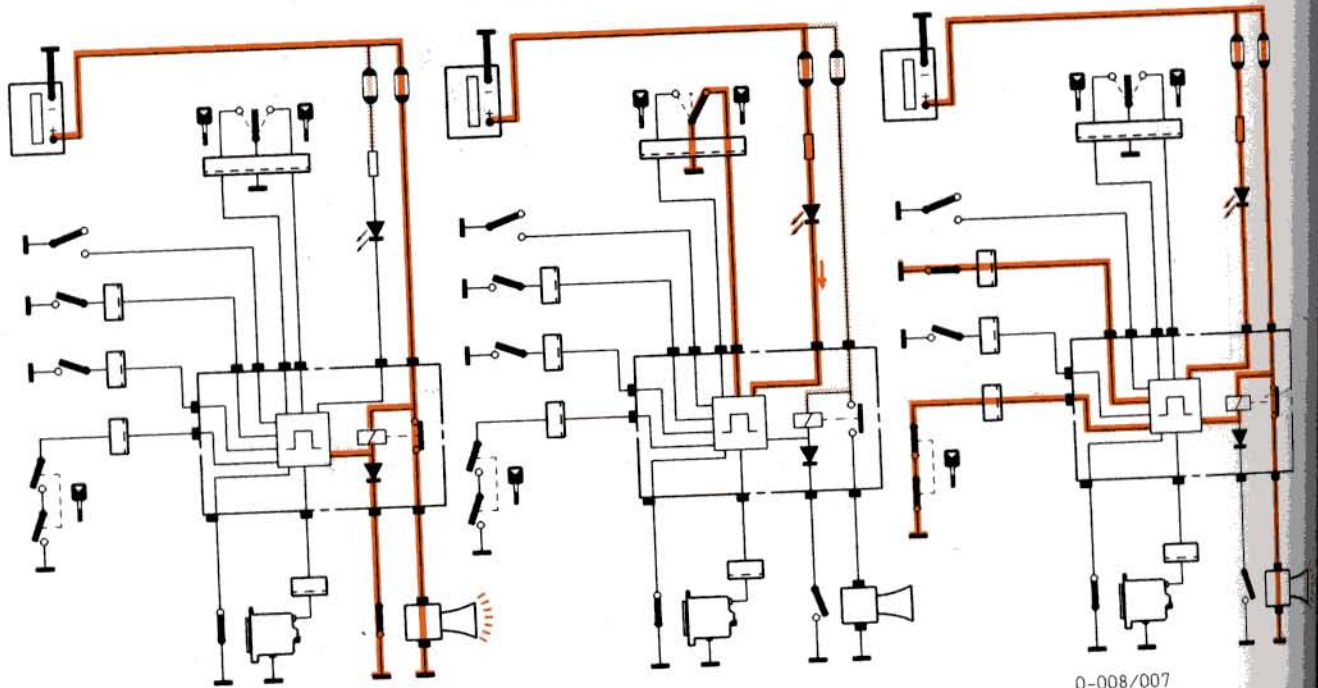 - +
- +
- +
0-008/007